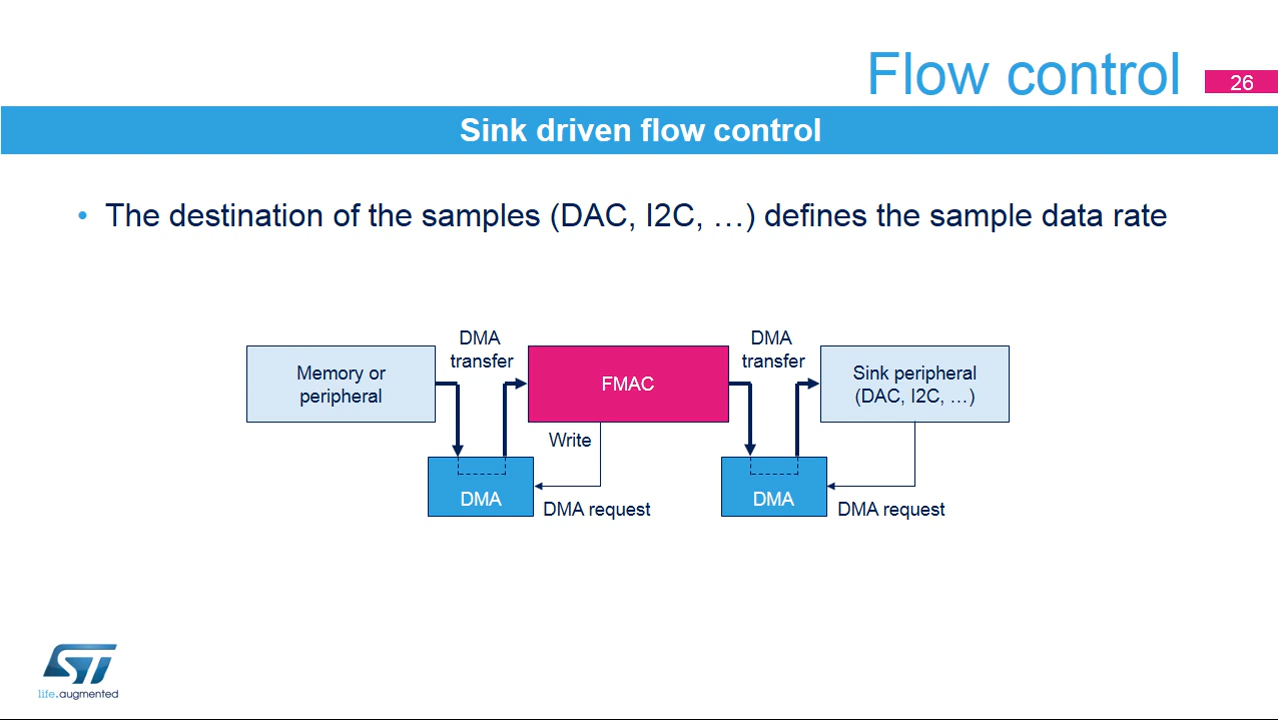 Flow control
26
Sink driven flow control
• The destination of the samples (DAC, I2C, …) defines the sample data rate
DMA
transfer
DMA
transfer
Memory or
peripheral
FMAC
Sink peripheral
(DAC, I2C, …)
Write
DMA
DMA request
DMA
DMA request
ST
life.augmented